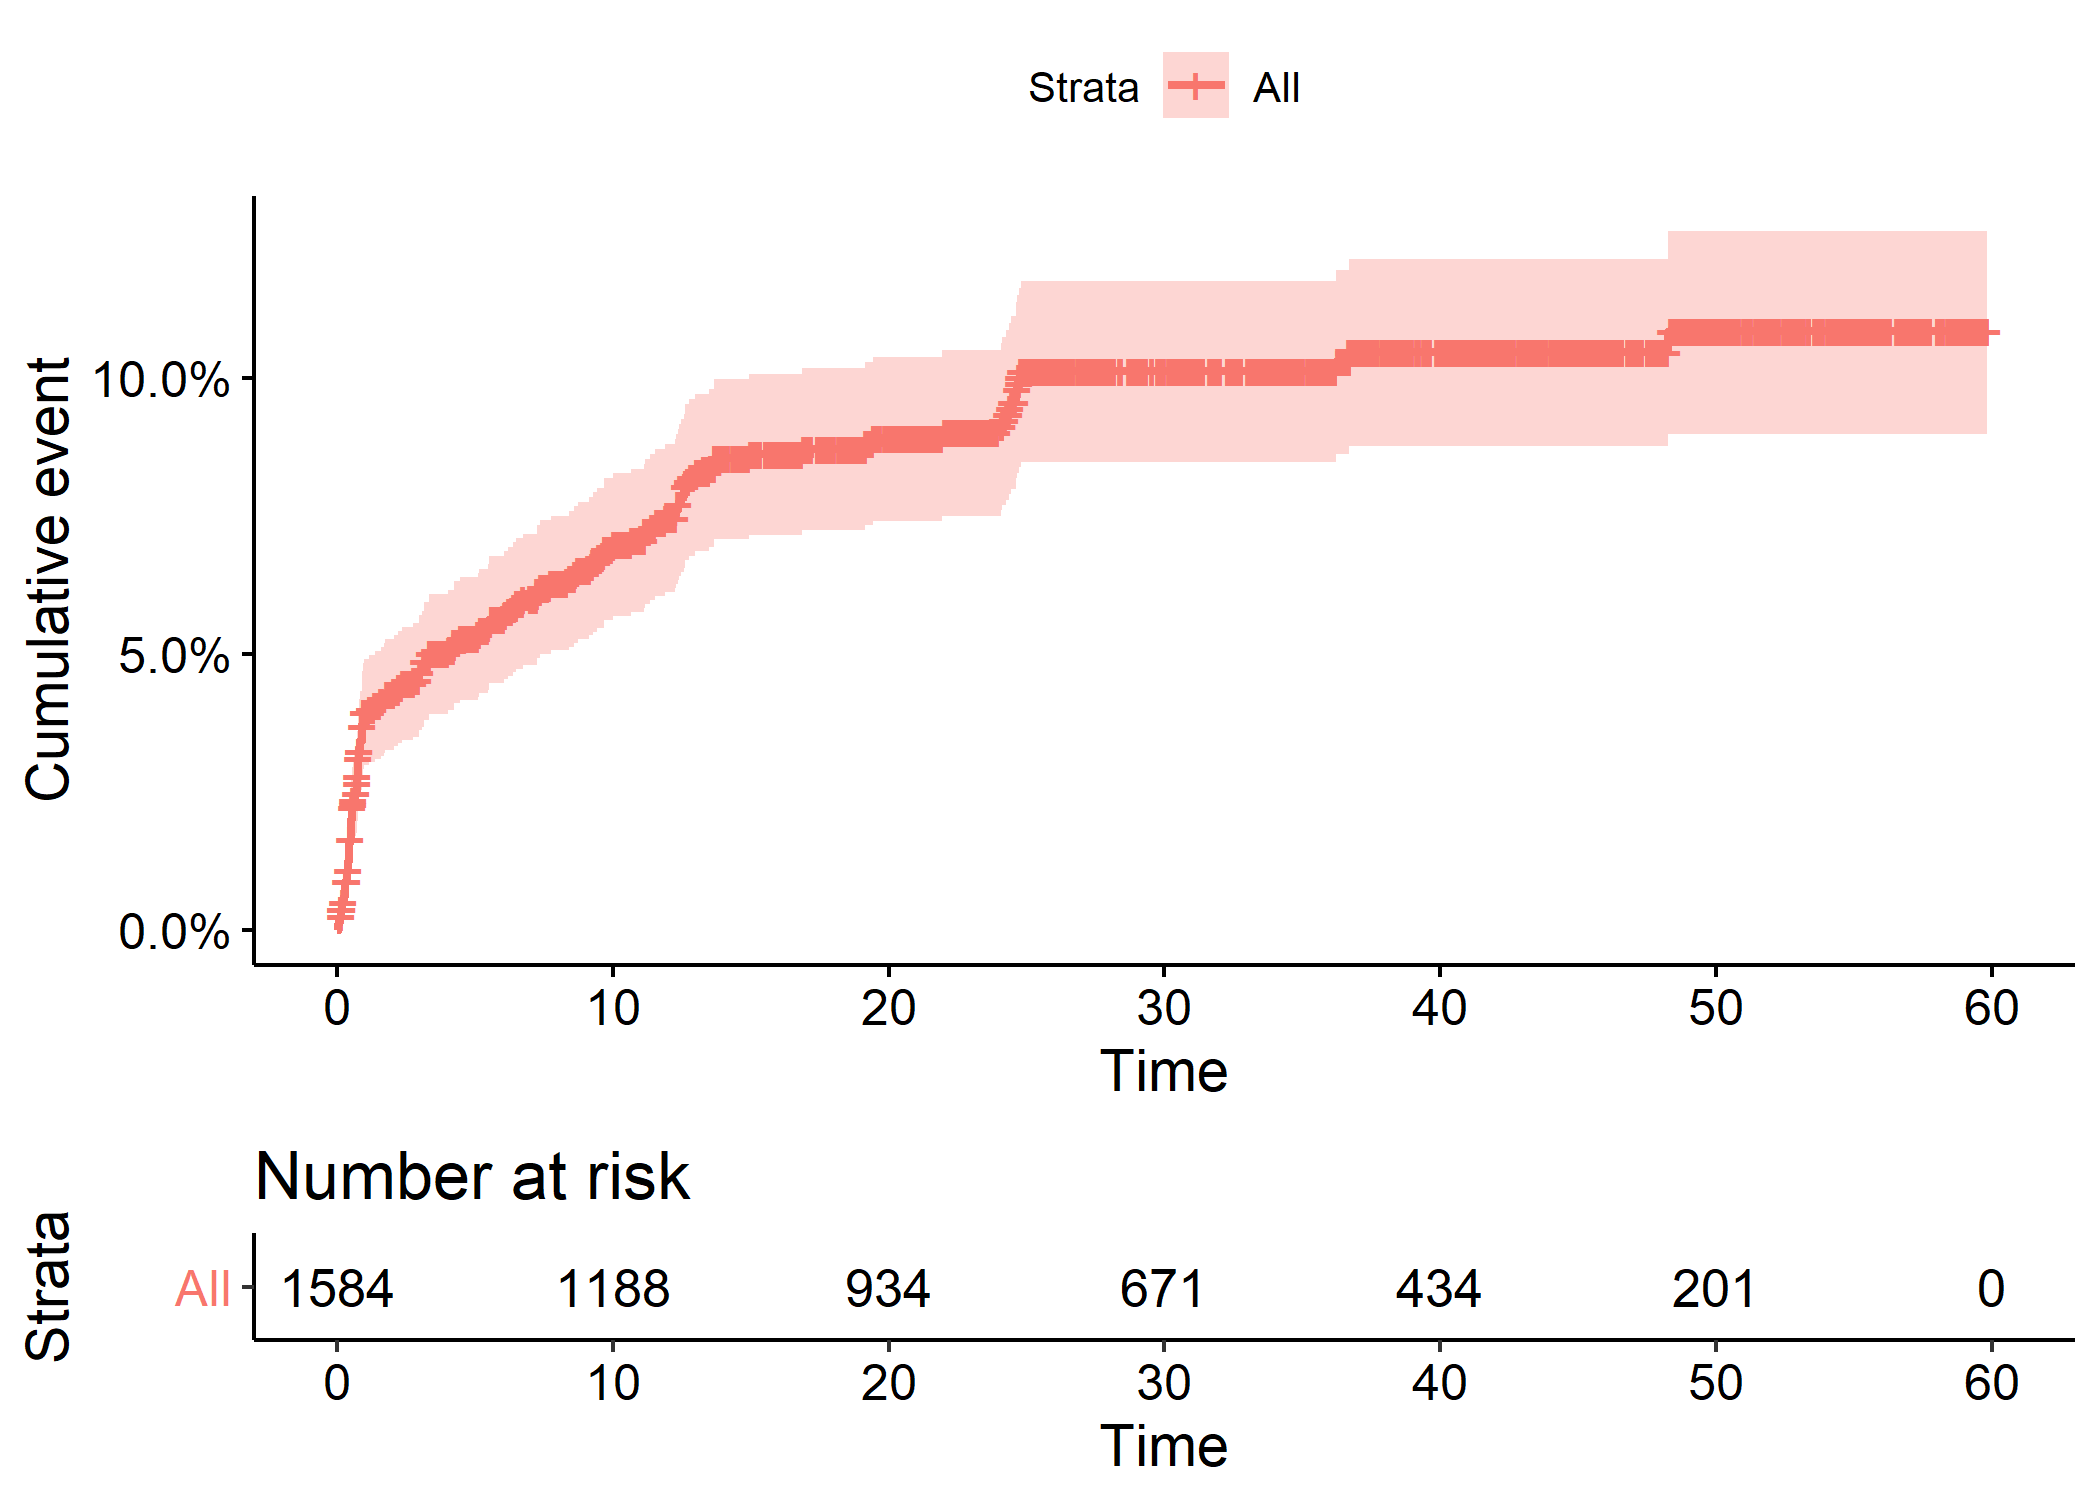 Strata All
Cumulative event
10.0%
5.0%
0.0%
0 10 20 30 40 50 60
Time
Number at risk
Strata
All 1584 1188 934 671 434 201 0
0 10 20 30 40 50 60
Time